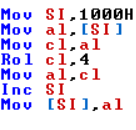 Mov SI,1000H
Mov al,[SI]
Mov cl,al
Rol cl,4
Mov al,cl
Inc SI
Mov [SI],al